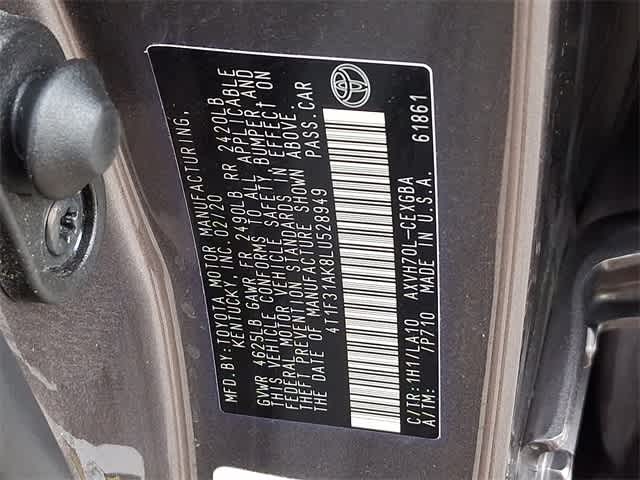 MFD.BY:TOYOTA MOTOR MANUFACTURING,
KENTUCKY, INC. 02/20
GVWR 4625LB GAWR FR 2490LB RR 2420LB
THIS VEHICLE CONFORMS TO ALL APPLICABLE
FEDERAL MOTOR VEHICLE SAFETY, BUMPER AND
THEFT PREVENTION STANDARDS IN EFFECT ON
THE DATE OF MANUFACTURE SHOWN ABOVE.
4T1F31AK8LU528949 PASS.CAR
C/TR:1H1/LA10 AXVH70L-CEXGBA
A/TM: 7P710 MADE IN U.S.A. 61861